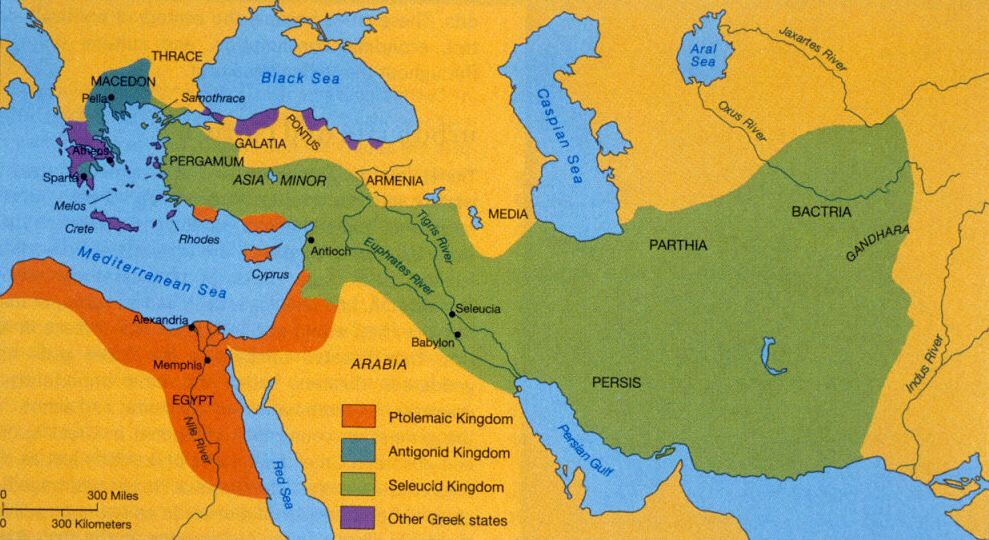 THRACE
MACEDON
Pella
Samothrace
Black Sea
PONTUS
GALATIA
Aral
Sea
Jaxartes River
Oxus River
Caspian Sea
Athens
Sparta
PERGAMUM
ASIA MINOR
ARMENIA
MEDIA
Melos
Crete
Rhodes
Antioch
Cyprus
Tigris River
Euphrates River
PARTHIA
BACTRIA
GANDHARA
Mediterranean Sea
Alexandria
Memphis
EGYPT
Nile River
Seleucia
Babylon
ARABIA
PERSIS
Indus River
Persian Gulf
Red Sea
Ptolemaic Kingdom
Antigonid Kingdom
Seleucid Kingdom
Other Greek states
0 300 Miles
0 300 Kilometers